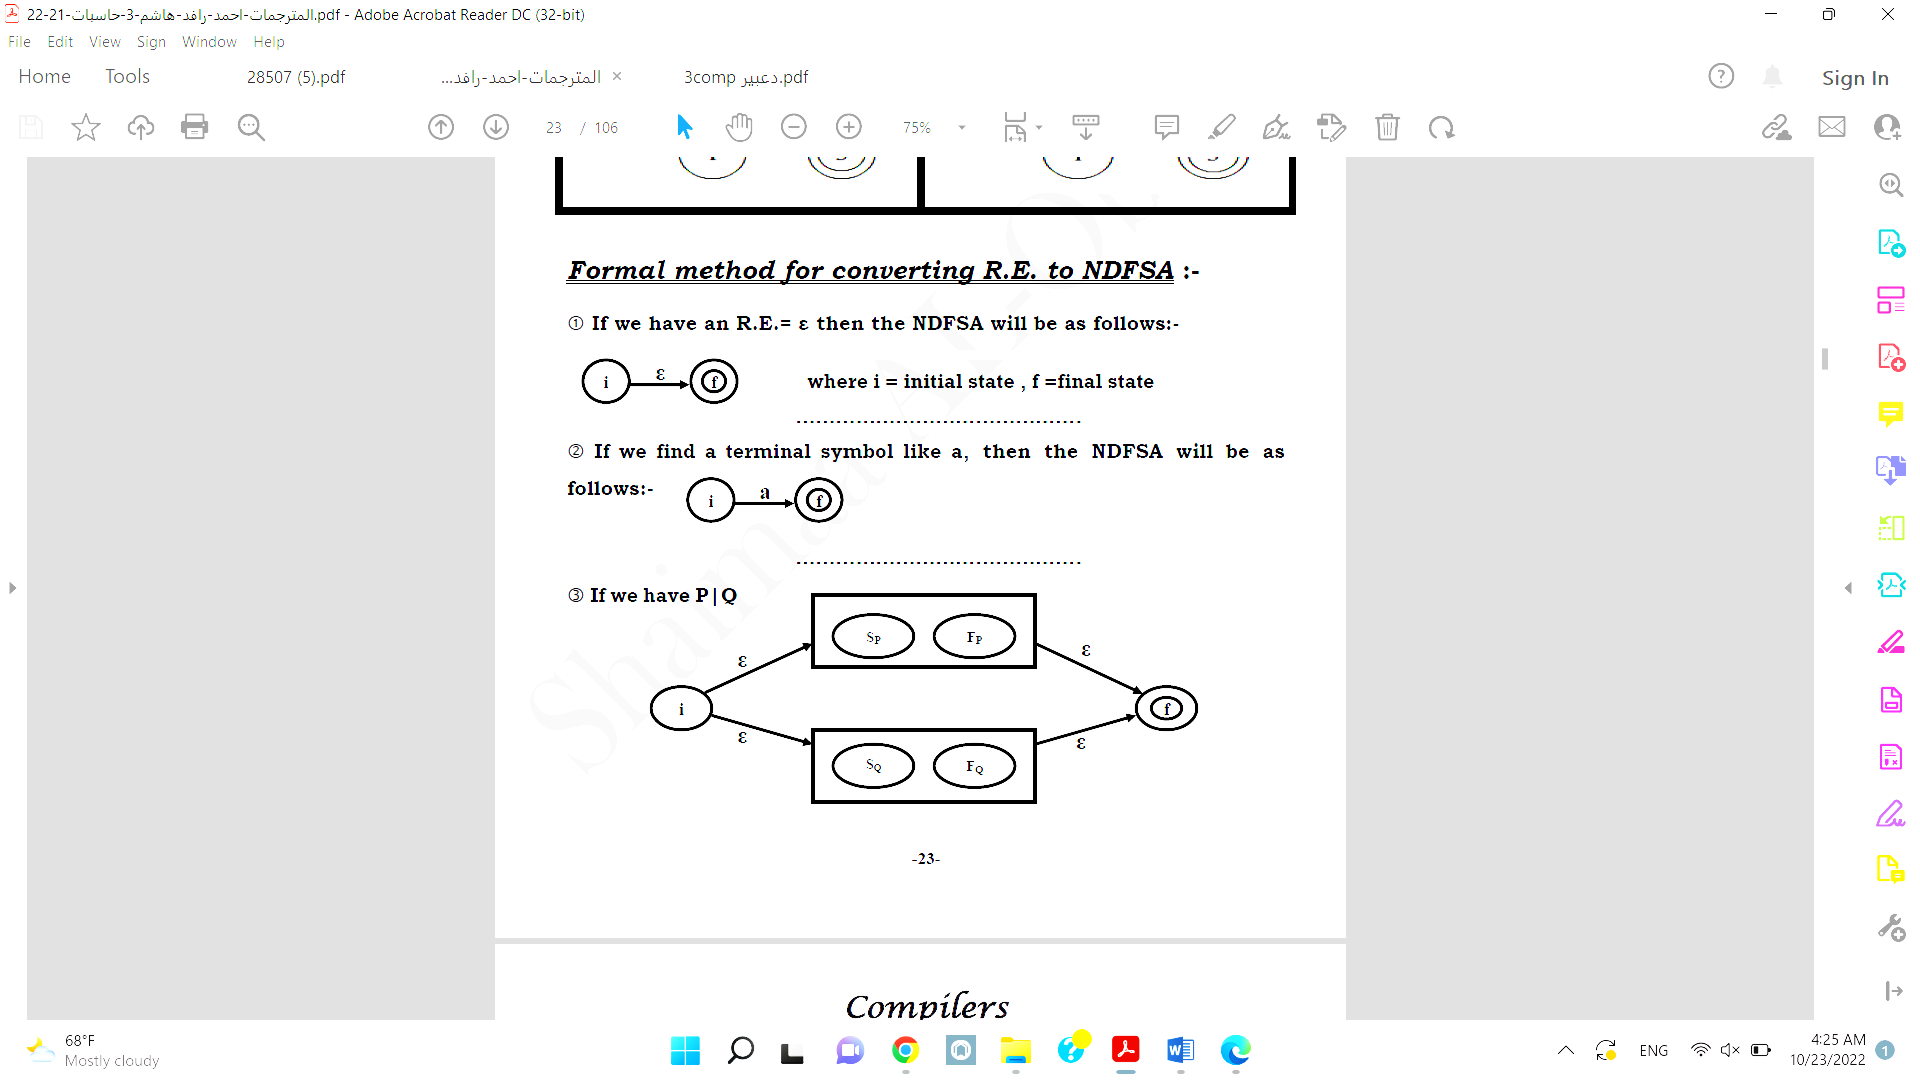 المترجمات-احمد-رافد-هاشم-3-حاسبات-21-22.pdf - Adobe Acrobat Reader DC (32-bit)
File Edit View Sign Window Help
Home Tools 28507 (5).pdf المترجمات-احمد-رافد... × 3comp دعبير.pdf ? Sign In
23 / 106 75%
Formal method for converting R.E. to NDFSA :-
① If we have an R.E.= ε then the NDFSA will be as follows:-
i ε f where i = initial state , f =final state
② If we find a terminal symbol like a, then the NDFSA will be as
follows:- i a f
③ If we have P|Q
SP FP
ε ε
i f
ε ε
SQ FQ
-23-
Compilers
Shaimaa
68°F
Mostly cloudy
ENG
4:25 AM
10/23/2022
1